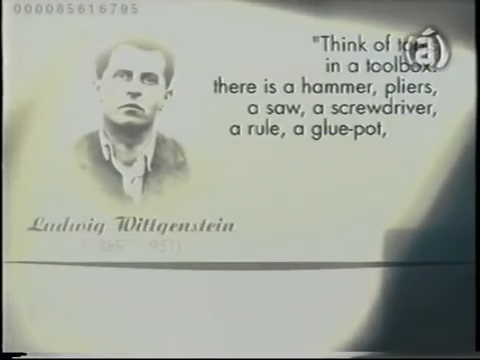 000085616795
"Think of
in a toolbox:
there is a hammer, pliers,
a saw, a screwdriver,
a rule, a glue-pot,
Ludwig Wittgenstein